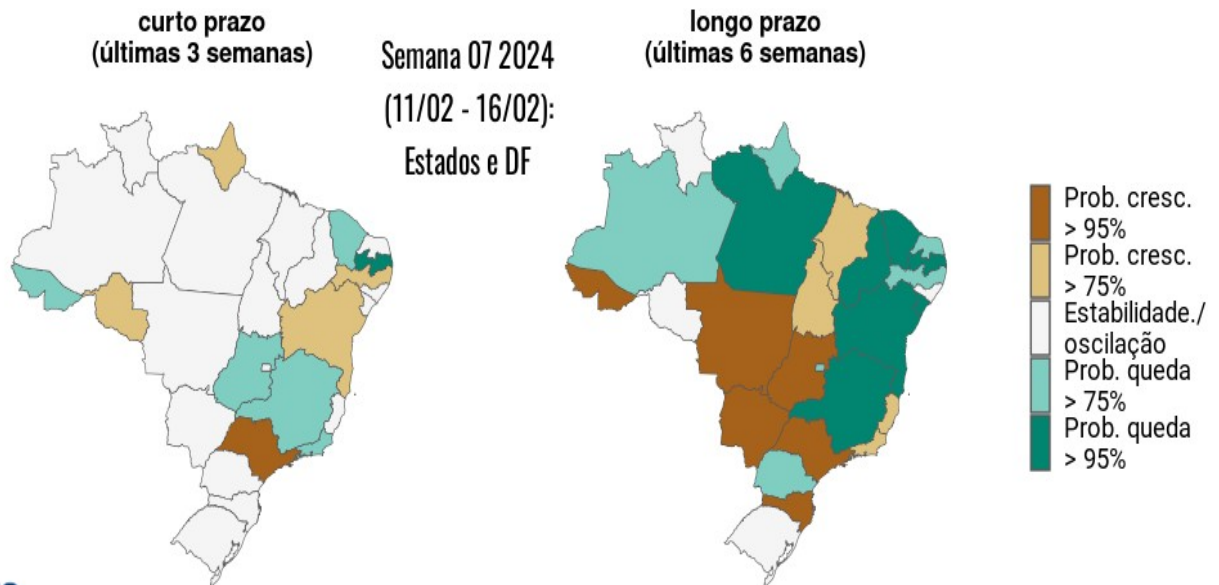 curto prazo
(últimas 3 semanas)
Semana 07 2024
(11/02 - 16/02):
Estados e DF
longo prazo
(últimas 6 semanas)
Prob. cresc.
> 95%
Prob. cresc.
> 75%
Estabilidade./
oscilação
Prob. queda
> 75%
Prob. queda
> 95%